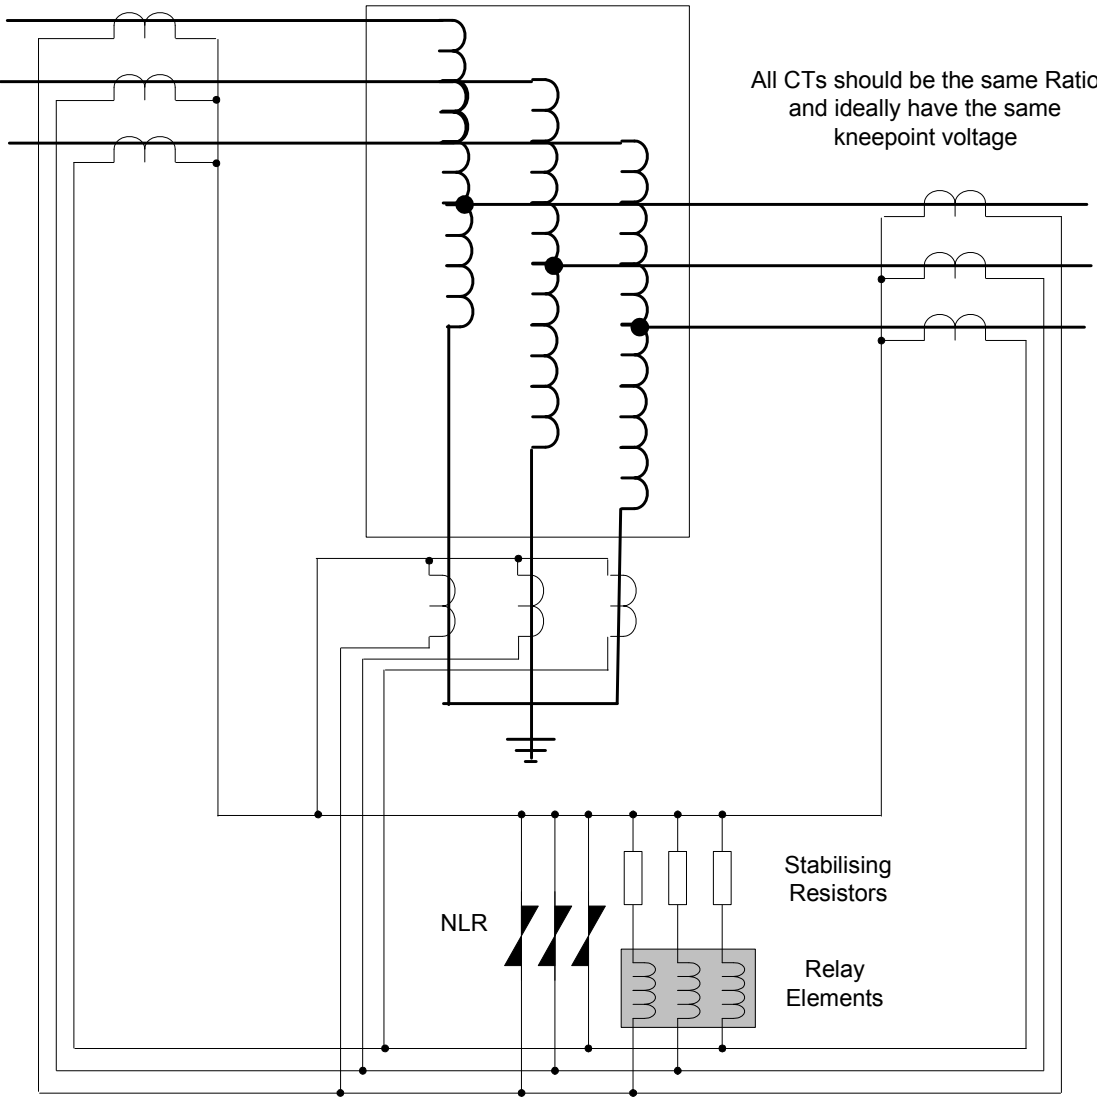 All CTs should be the same Ratio
and ideally have the same
kneepoint voltage
Stabilising
Resistors
NLR
Relay
Elements